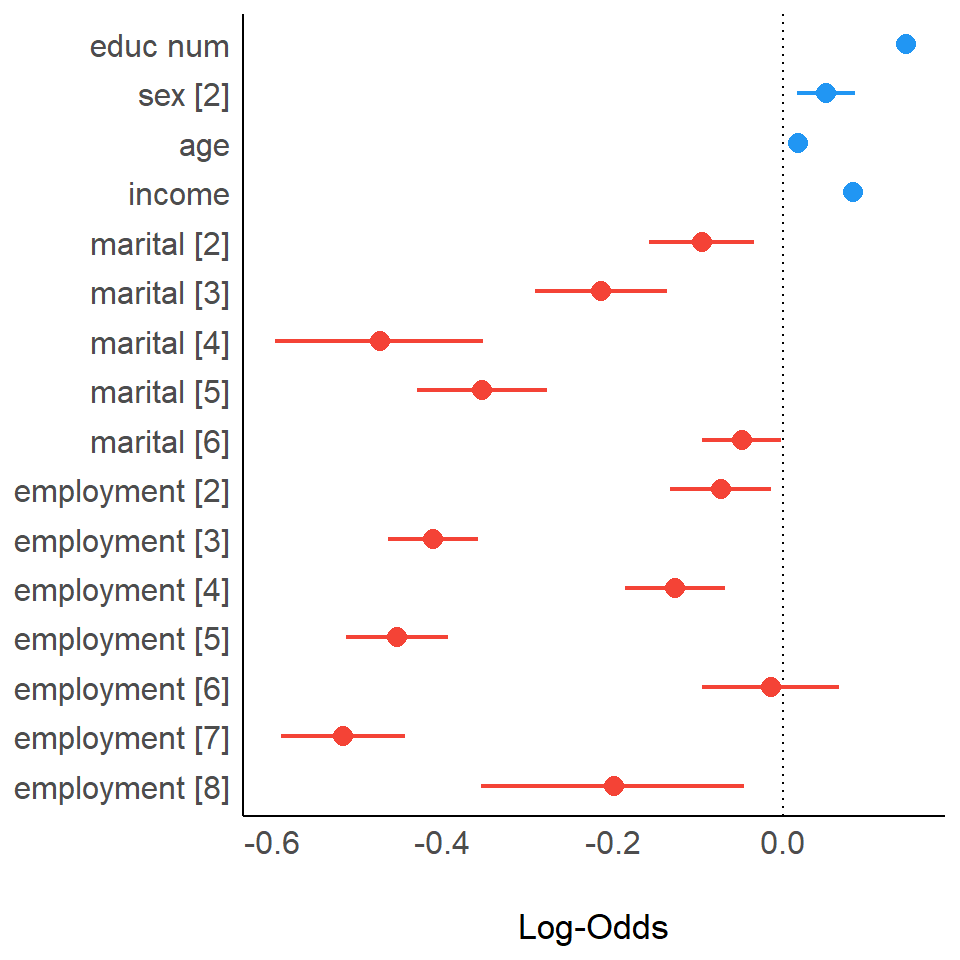 educ num
sex [2]
age
income
marital [2]
marital [3]
marital [4]
marital [5]
marital [6]
employment [2]
employment [3]
employment [4]
employment [5]
employment [6]
employment [7]
employment [8]
-0.6 -0.4 -0.2 0.0
Log-Odds